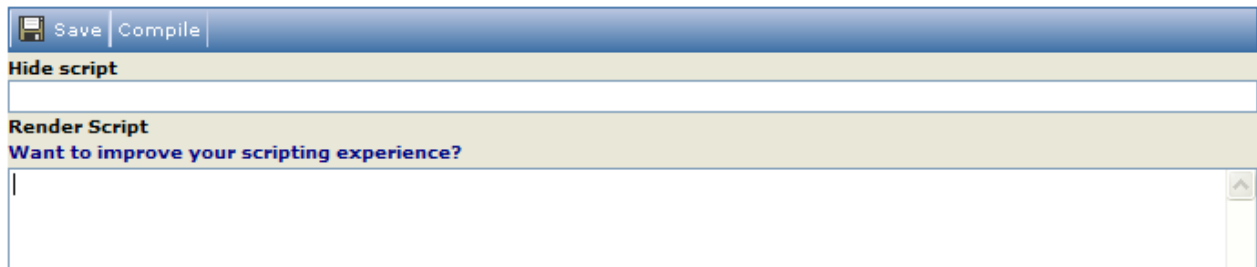 Save Compile
Hide script
Render Script
Want to improve your scripting experience?